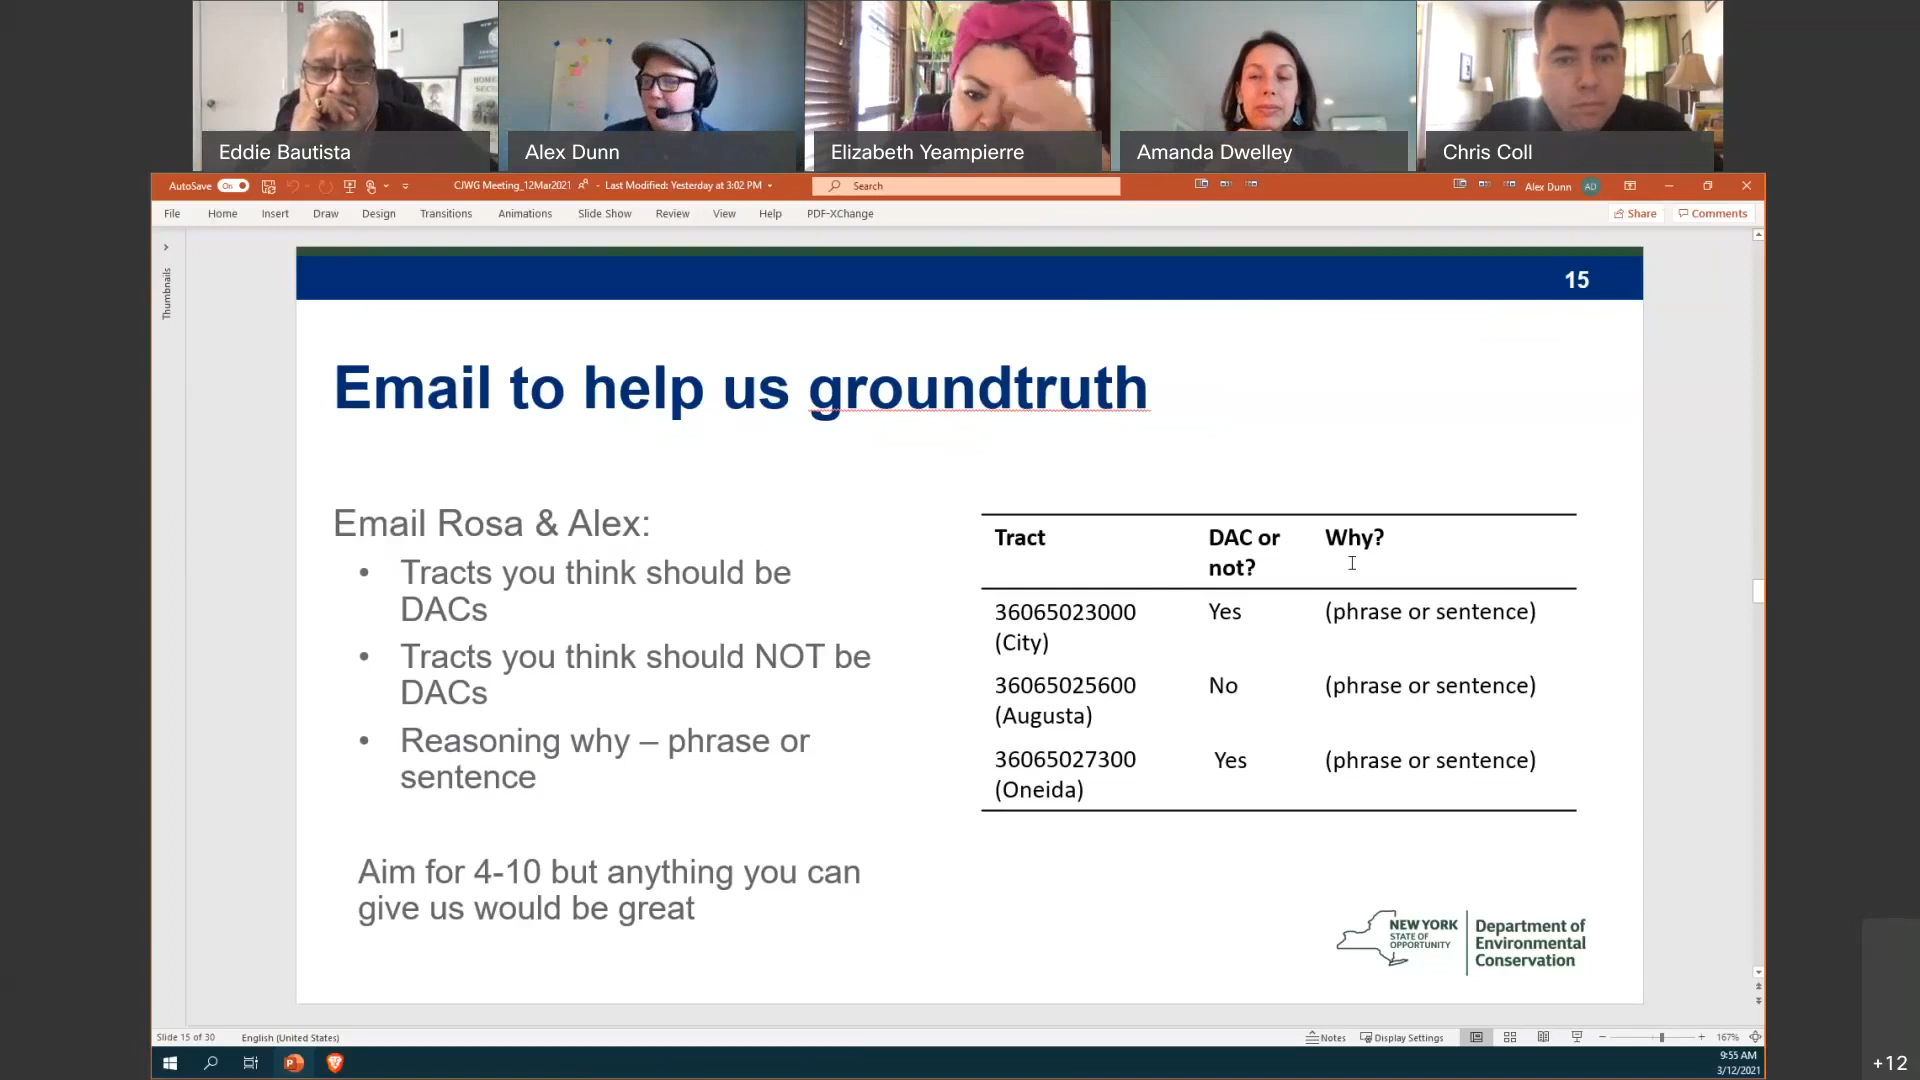 Eddie Bautista
Alex Dunn
Elizabeth Yeampierre
Amanda Dwelley
Chris Coll
AutoSave On
CJWG Meeting_12Mar2021 - Last Modified: Yesterday at 3:02 PM
Search
Alex Dunn AD
File Home Insert Draw Design Transitions Animations Slide Show Review View Help PDF-XChange
Share Comments
Thumbnails
15
Email to help us groundtruth
Email Rosa & Alex:
• Tracts you think should be
DACs
• Tracts you think should NOT be
DACs
• Reasoning why – phrase or
sentence
Aim for 4-10 but anything you can
give us would be great
Tract DAC or Why?
not?
36065023000 Yes (phrase or sentence)
(City)
36065025600 No (phrase or sentence)
(Augusta)
36065027300 Yes (phrase or sentence)
(Oneida)
NEW YORK
STATE OF
OPPORTUNITY
Department of
Environmental
Conservation
Slide 15 of 30 English (United States) Notes Display Settings 167%
9:55 AM
3/12/2021
+12